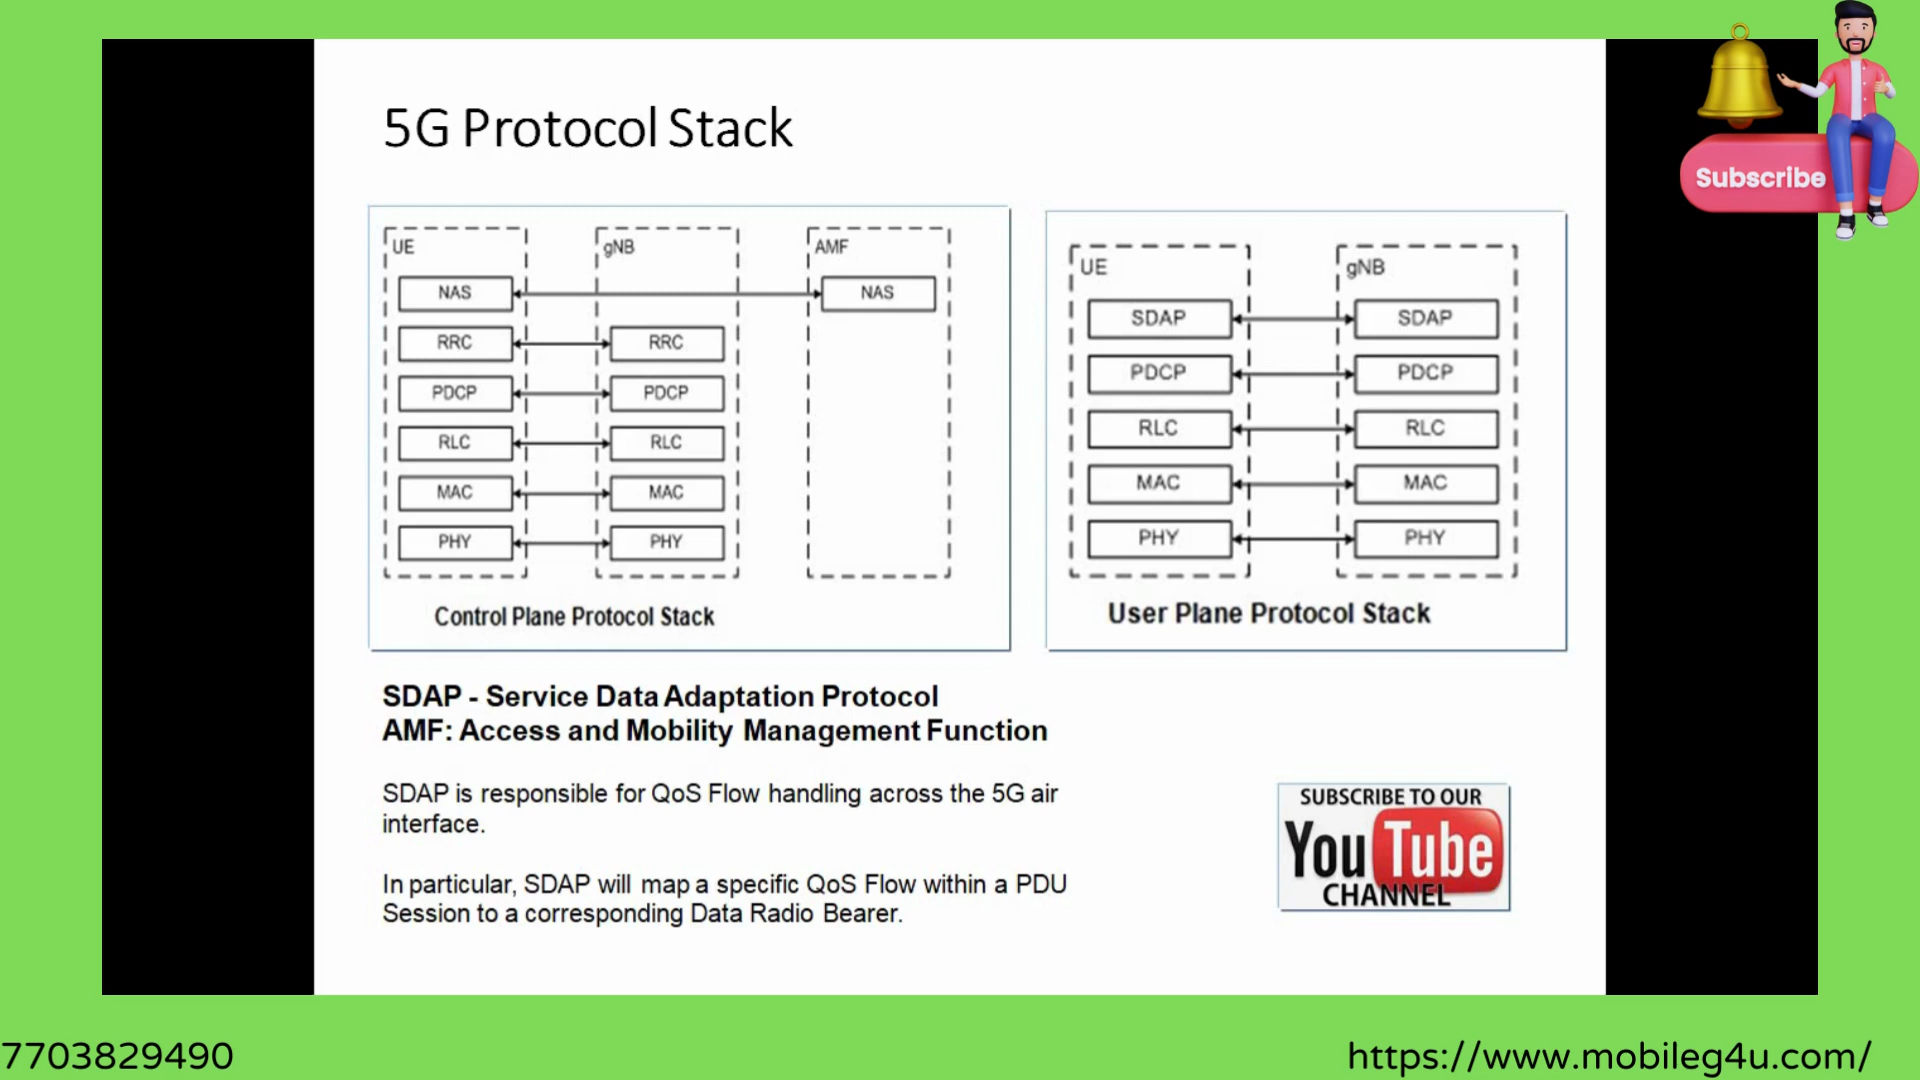 5G Protocol Stack
Subscribe
UE
gNB
AMF
NAS
NAS
RRC
RRC
PDCP
PDCP
RLC
RLC
MAC
MAC
PHY
PHY
Control Plane Protocol Stack
UE
gNB
SDAP
SDAP
PDCP
PDCP
RLC
RLC
MAC
MAC
PHY
PHY
User Plane Protocol Stack
SDAP - Service Data Adaptation Protocol
AMF: Access and Mobility Management Function
SDAP is responsible for QoS Flow handling across the 5G air
interface.
In particular, SDAP will map a specific QoS Flow within a PDU
Session to a corresponding Data Radio Bearer.
SUBSCRIBE TO OUR
YouTube
CHANNEL
7703829490
https://www.mobileg4u.com/